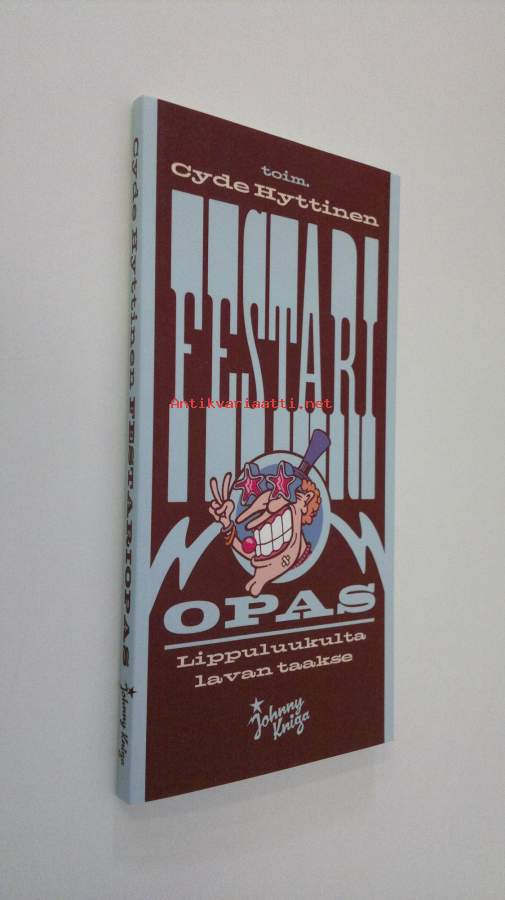 toim.
Cyde Hyttinen
FESTARI
Antikvariaatti.net
OPAS
Lippuluukulta
lavan taakse
Johnny
Kniga
Cyde Hyttinen FESTARIOPAS Johnny Kniga